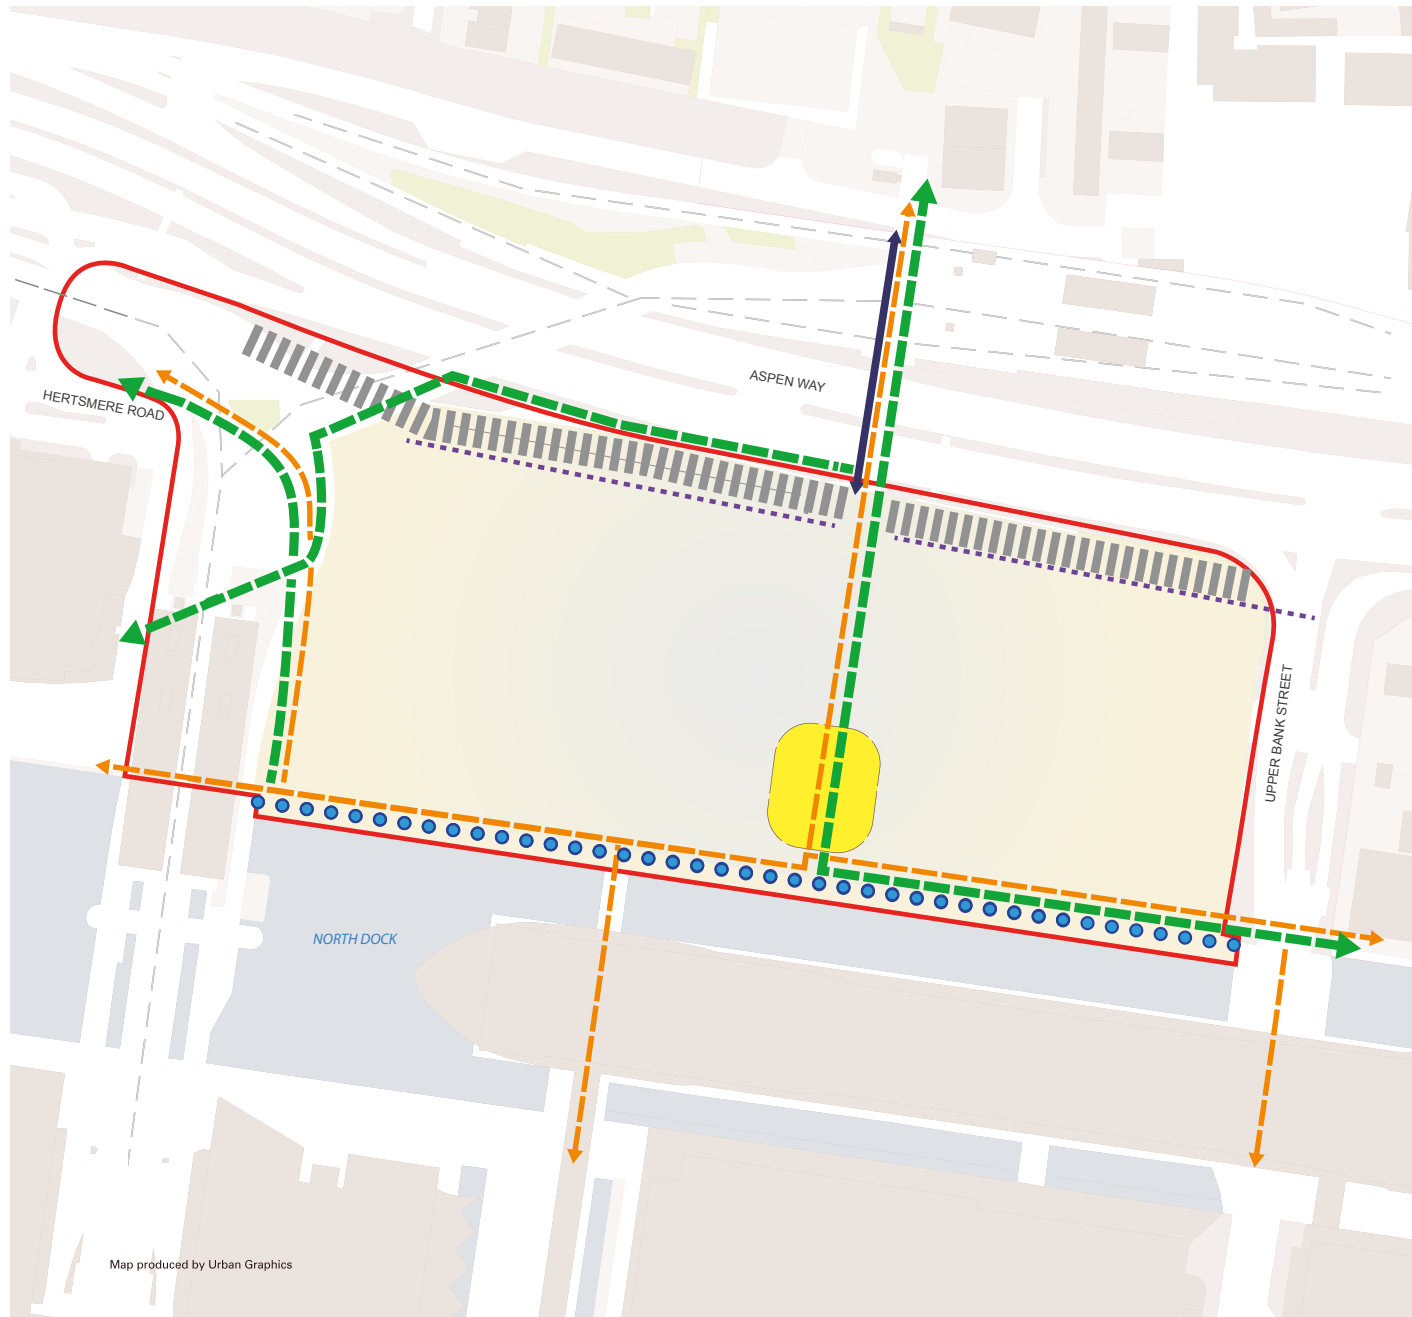 ASPEN WAY
HERTSMERE ROAD
UPPER BANK STREET
NORTH DOCK
Map produced by Urban Graphics